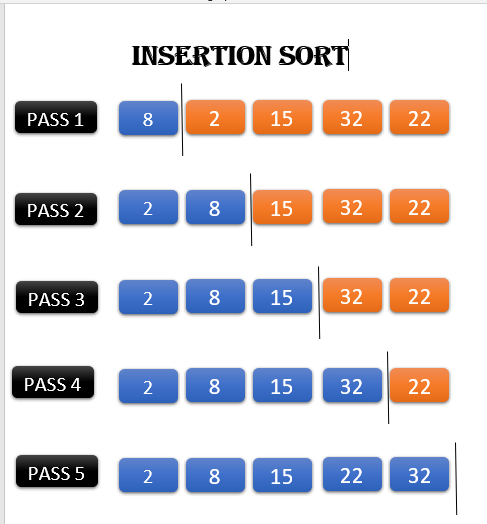 INSERTION SORT
PASS 1 8 2 15 32 22
PASS 2 2 8 15 32 22
PASS 3 2 8 15 32 22
PASS 4 2 8 15 32 22
PASS 5 2 8 15 22 32